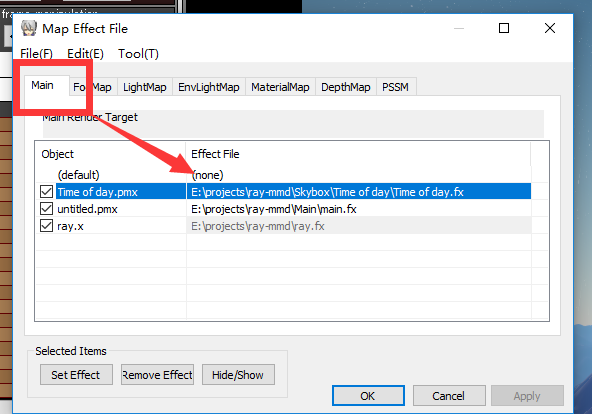 frame manipulation
Map Effect File
File(F) Edit(E) Tool(T)
Main FogMap LightMap EnvLightMap MaterialMap DepthMap PSSM
Main Render Target
Object Effect File
(default) (none)
Time of day.pmx E:\projects\ray-mmd\Skybox\Time of day\Time of day.fx
untitled.pmx E:\projects\ray-mmd\Main\main.fx
ray.x E:\projects\ray-mmd\ray.fx
Selected Items
Set Effect Remove Effect Hide/Show
OK Cancel Apply